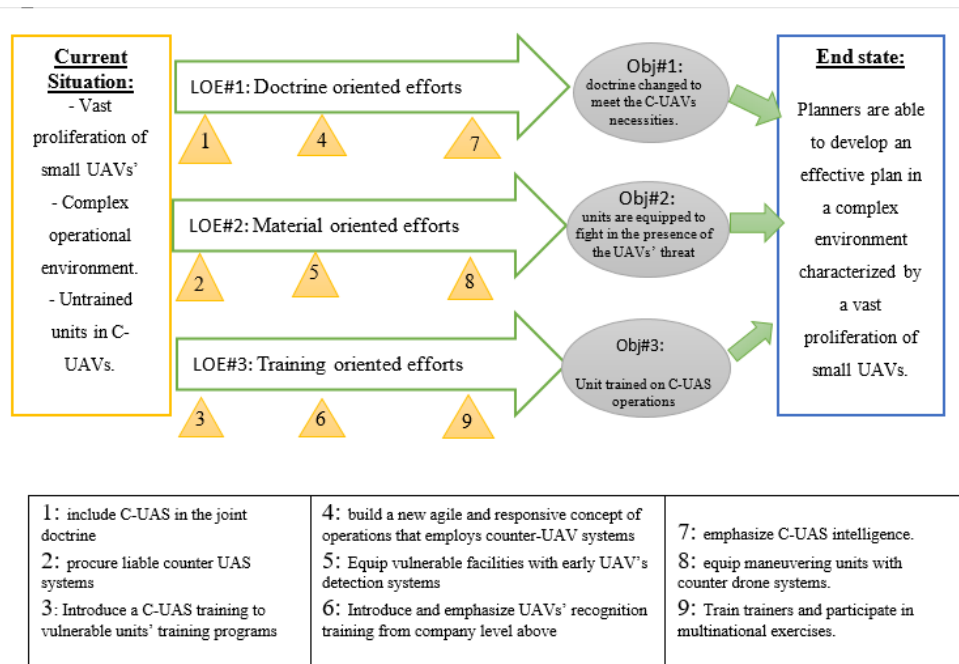 Current
Situation:
- Vast
proliferation of
small UAVs'
- Complex
operational
environment.
- Untrained
units in C-
UAVs.
LOE#1: Doctrine oriented efforts
1
4
7
Obj#1:
doctrine changed to
meet the C-UAVs
necessities.
LOE#2: Material oriented efforts
2
5
8
Obj#2:
units are equipped to
fight in the presence of
the UAVs' threat
LOE#3: Training oriented efforts
3
6
9
Obj#3:
Unit trained on C-UAS
operations
End state:
Planners are able
to develop an
effective plan in
a complex
environment
characterized by
a vast
proliferation of
small UAVs.
1: include C-UAS in the joint
doctrine
2: procure liable counter UAS
systems
3: Introduce a C-UAS training to
vulnerable units' training programs
4: build a new agile and responsive concept of
operations that employs counter-UAV systems
5: Equip vulnerable facilities with early UAV's
detection systems
6: Introduce and emphasize UAVs' recognition
training from company level above
7: emphasize C-UAS intelligence.
8: equip maneuvering units with
counter drone systems.
9: Train trainers and participate in
multinational exercises.